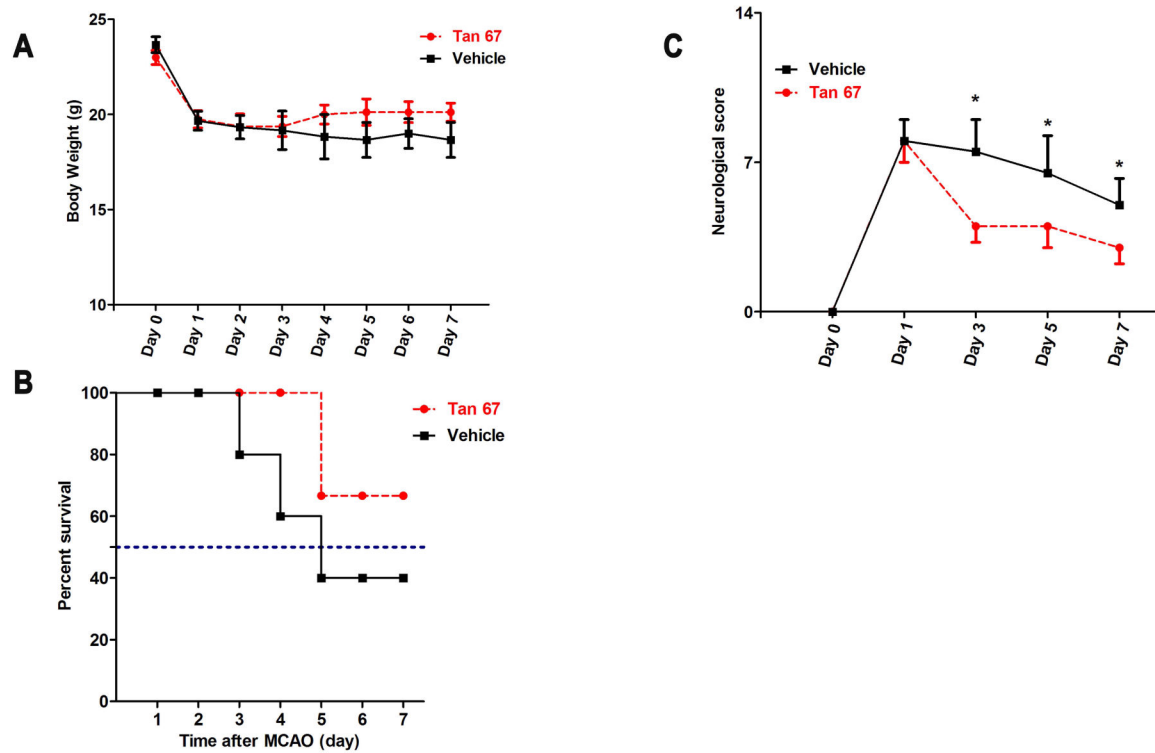 A
25
20
15
10
Body Weight (g)
Tan 67
Vehicle
Day 0
Day 1
Day 2
Day 3
Day 4
Day 5
Day 6
Day 7
B
100
80
60
40
20
0
Percent survival
Tan 67
Vehicle
1 2 3 4 5 6 7
Time after MCAO (day)
C
14
7
0
Neurological score
Vehicle
Tan 67
*
*
*
Day 0
Day 1
Day 3
Day 5
Day 7